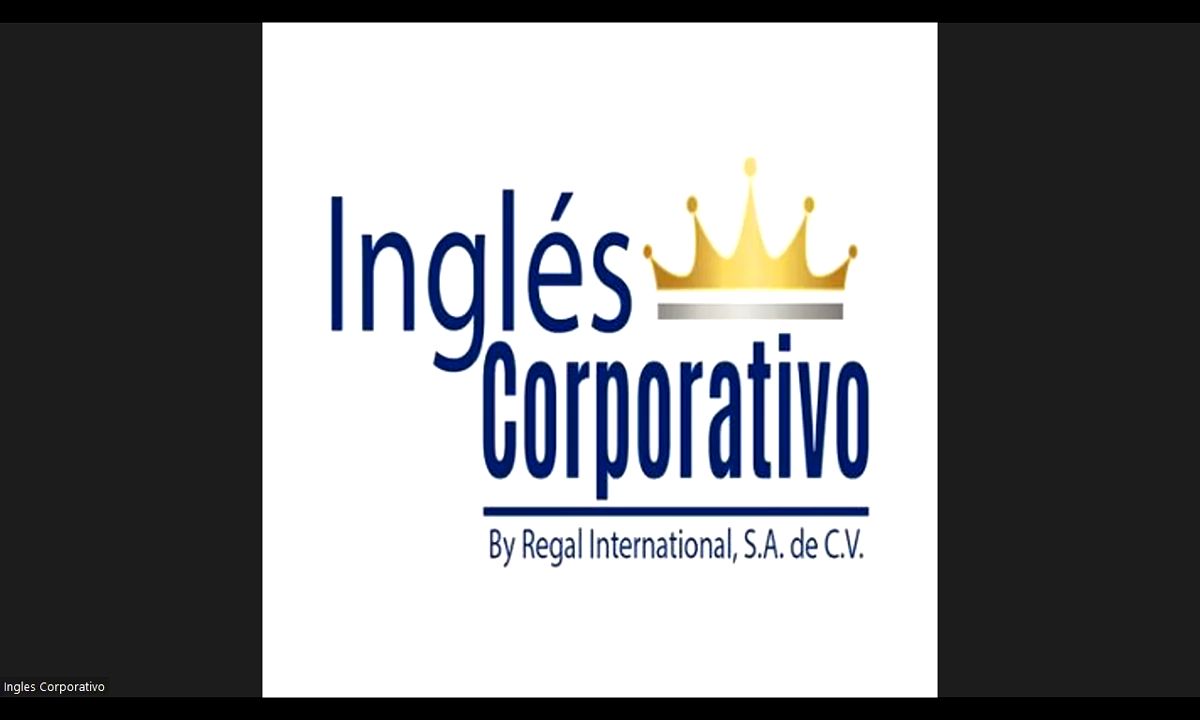 Inglés
Corporativo
By Regal International, S.A. de C.V.
Ingles Corporativo